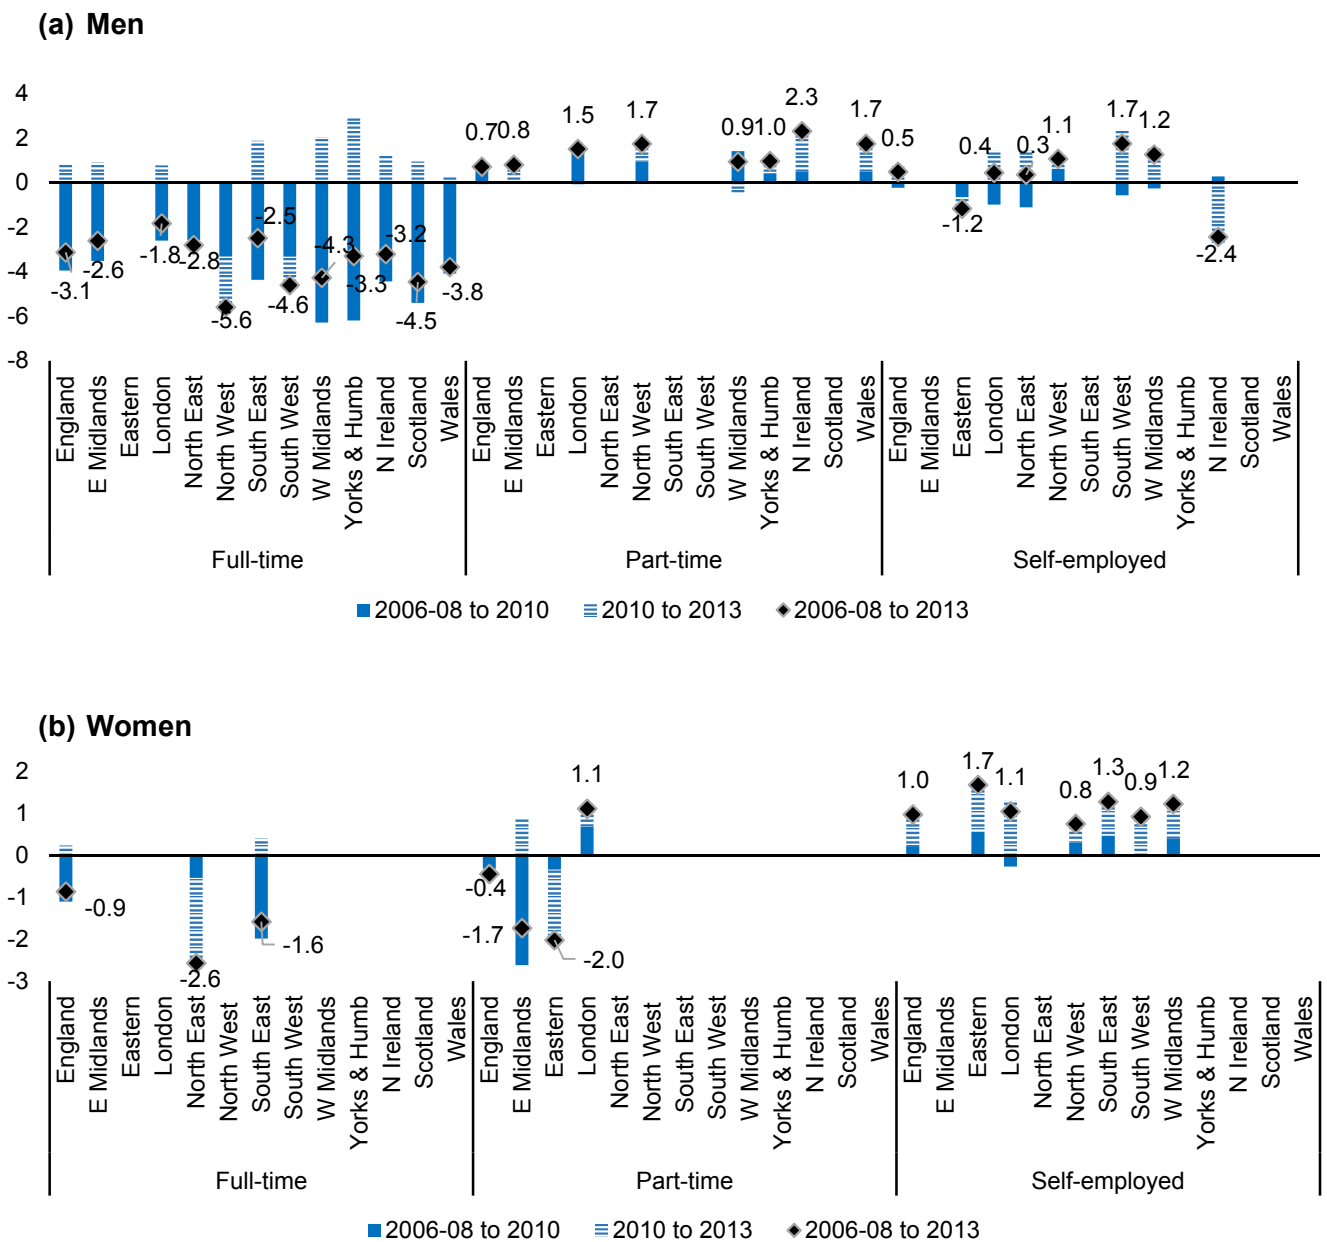 (a) Men
4
2
0
-2
-4
-6
-8
-3.1
-2.6
-1.8
-2.8
-5.6
-2.5
-4.6
-4.3
-3.3
-3.2
-4.5
-3.8
0.7
0.8
1.5
1.7
0.9
1.0
2.3
1.7
0.5
-1.2
0.4
0.3
1.1
1.7
1.2
-2.4
England
E Midlands
Eastern
London
North East
North West
South East
South West
W Midlands
Yorks & Humb
N Ireland
Scotland
Wales
England
E Midlands
Eastern
London
North East
North West
South East
South West
W Midlands
Yorks & Humb
N Ireland
Scotland
Wales
England
E Midlands
Eastern
London
North East
North West
South East
South West
W Midlands
Yorks & Humb
N Ireland
Scotland
Wales
Full-time Part-time Self-employed
2006-08 to 2010 2010 to 2013 2006-08 to 2013
(b) Women
2
1
0
-1
-2
-3
-0.9
-2.6
-1.6
-0.4
-1.7
-2.0
1.1
1.0
1.7
1.1
0.8
1.3
0.9
1.2
England
E Midlands
Eastern
London
North East
North West
South East
South West
W Midlands
Yorks & Humb
N Ireland
Scotland
Wales
England
E Midlands
Eastern
London
North East
North West
South East
South West
W Midlands
Yorks & Humb
N Ireland
Scotland
Wales
England
E Midlands
Eastern
London
North East
North West
South East
South West
W Midlands
Yorks & Humb
N Ireland
Scotland
Wales
Full-time Part-time Self-employed
2006-08 to 2010 2010 to 2013 2006-08 to 2013